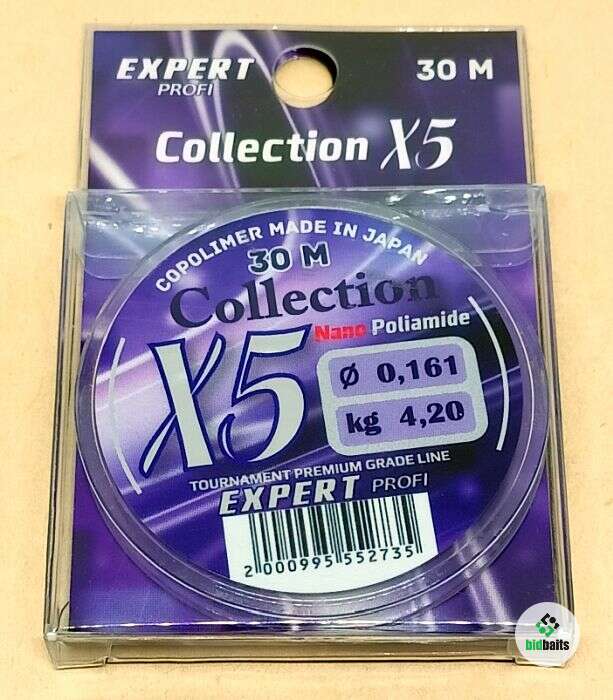 EXPERT
PROFI
30 M
Collection X5
COPOLIMER MADE IN JAPAN
30 M
Collection
X5
Nano Poliamide
Ø 0,161
kg 4,20
TOURNAMENT PREMIUM GRADE LINE
EXPERT PROFI
2 000995 552735
bidbaits